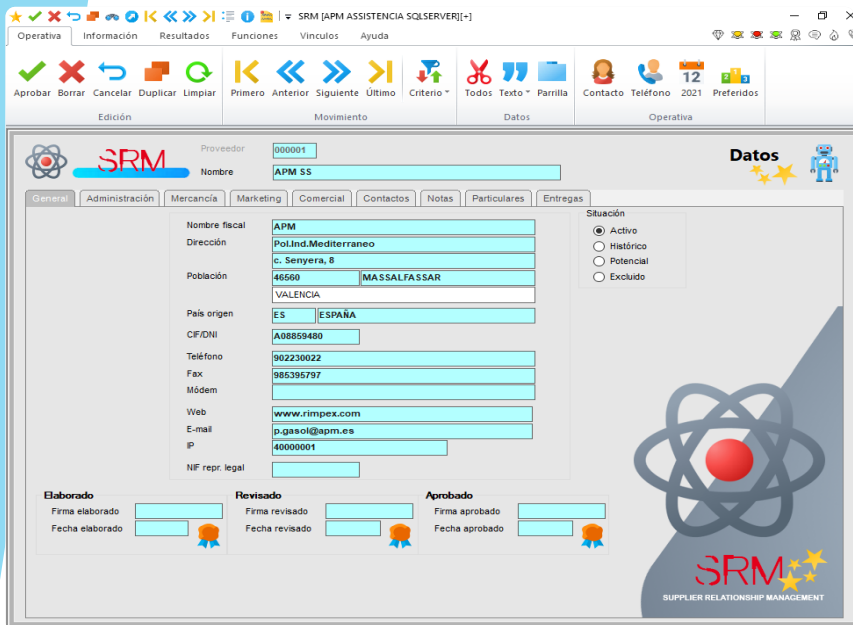 SRM [APM ASSISTENCIA SQLSERVER][+]
Operativa Información Resultados Funciones Vinculos Ayuda
Aprobar Borrar Cancelar Duplicar Limpiar Primero Anterior Siguiente Último Criterio Todos Texto Parrilla Contacto Teléfono 12 2021 Preferidos
Edición Movimiento Datos Operativa
SRM
Proveedor 000001
Nombre APM SS
Datos
General Administración Mercancía Marketing Comercial Contactos Notas Particulares Entregas
Nombre fiscal APM
Dirección Pol.Ind.Mediterraneo
c. Senyera, 8
Población 46560 MASSALFASSAR
VALENCIA
País origen ES ESPAÑA
CIF/DNI A08859480
Teléfono 902230022
Fax 985395797
Módem
Web www.rimpex.com
E-mail p.gasol@apm.es
IP 40000001
NIF repr. legal
Situación
Activo
Histórico
Potencial
Excluido
Elaborado Revisado Aprobado
Firma elaborado Firma revisado Firma aprobado
Fecha elaborado Fecha revisado Fecha aprobado
SRM
SUPPLIER RELATIONSHIP MANAGEMENT